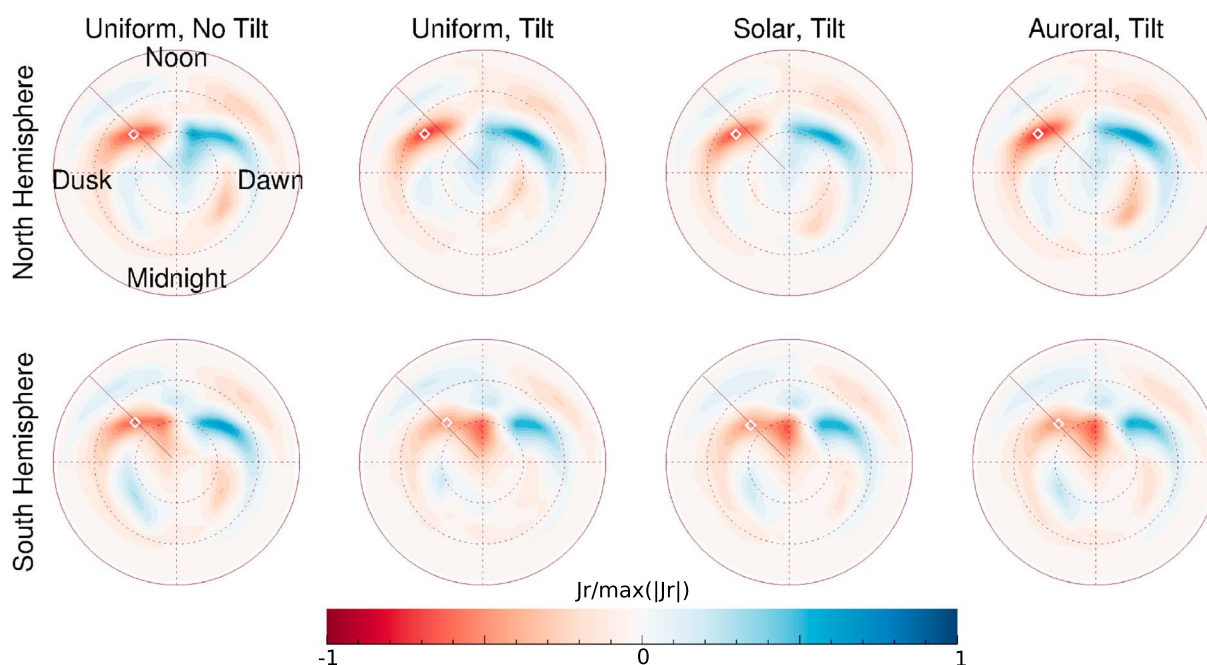 Uniform, No Tilt
Uniform, Tilt
Solar, Tilt
Auroral, Tilt
Noon
North Hemisphere
Dusk
Dawn
Midnight
South Hemisphere
Jr/max(|Jr|)
-1
0
1